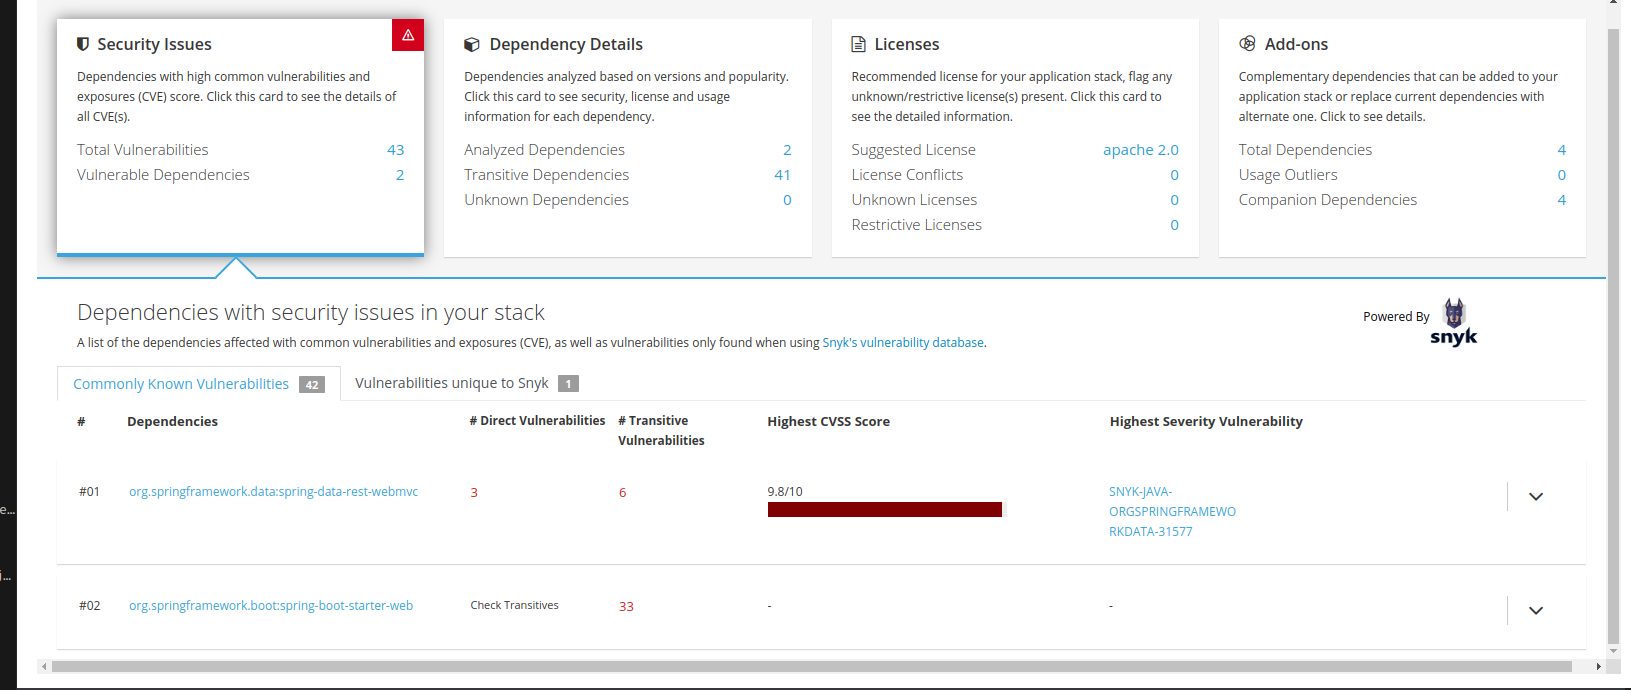 Security Issues
Dependencies with high common vulnerabilities and
exposures (CVE) score. Click this card to see the details of
all CVE(s).
Total Vulnerabilities 43
Vulnerable Dependencies 2
Dependency Details
Dependencies analyzed based on versions and popularity.
Click this card to see security, license and usage
information for each dependency.
Analyzed Dependencies 2
Transitive Dependencies 41
Unknown Dependencies 0
Licenses
Recommended license for your application stack, flag any
unknown/restrictive license(s) present. Click this card to
see the detailed information.
Suggested License apache 2.0
License Conflicts 0
Unknown Licenses 0
Restrictive Licenses 0
Add-ons
Complementary dependencies that can be added to your
application stack or replace current dependencies with
alternate one. Click to see details.
Total Dependencies 4
Usage Outliers 0
Companion Dependencies 4
Dependencies with security issues in your stack
A list of the dependencies affected with common vulnerabilities and exposures (CVE), as well as vulnerabilities only found when using Snyk's vulnerability database.
Powered By snyk
Commonly Known Vulnerabilities 42 Vulnerabilities unique to Snyk 1
# Dependencies # Direct Vulnerabilities # Transitive Vulnerabilities Highest CVSS Score Highest Severity Vulnerability
#01 org.springframework.data:spring-data-rest-webmvc 3 6 9.8/10
SNYK-JAVA-
ORGSPRINGFRAMEWO
RKDATA-31577
#02 org.springframework.boot:spring-boot-starter-web Check Transitives 33 - -
e...
i...